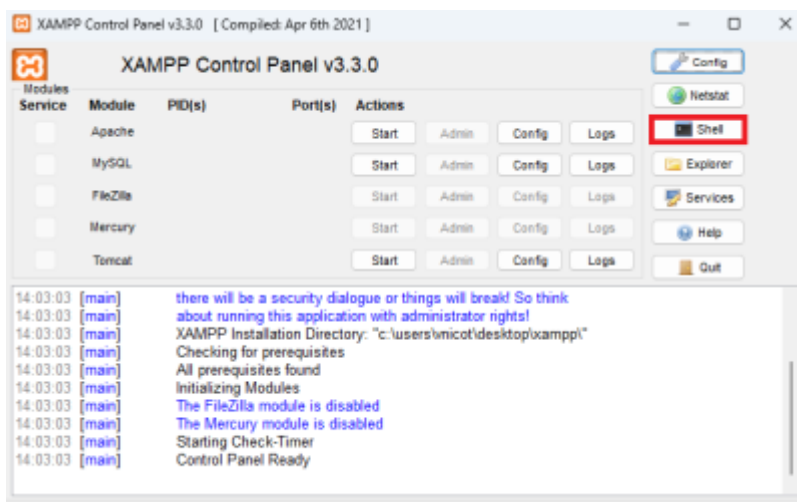 XAMPP Control Panel v3.3.0 [ Compiled: Apr 6th 2021 ]
XAMPP Control Panel v3.3.0
Config
Modules
Service Module PID(s) Port(s) Actions
Netstat
Apache Start Admin Config Logs
Shell
MySQL Start Admin Config Logs
Explorer
FileZilla Start Admin Config Logs
Services
Mercury Start Admin Config Logs
Help
Tomcat Start Admin Config Logs
Quit
14:03:03 [main] there will be a security dialogue or things will break! So think
14:03:03 [main] about running this application with administrator rights!
14:03:03 [main] XAMPP Installation Directory: "c:\users\vnicot\desktop\xampp\"
14:03:03 [main] Checking for prerequisites
14:03:03 [main] All prerequisites found
14:03:03 [main] Initializing Modules
14:03:03 [main] The FileZilla module is disabled
14:03:03 [main] The Mercury module is disabled
14:03:03 [main] Starting Check-Timer
14:03:03 [main] Control Panel Ready